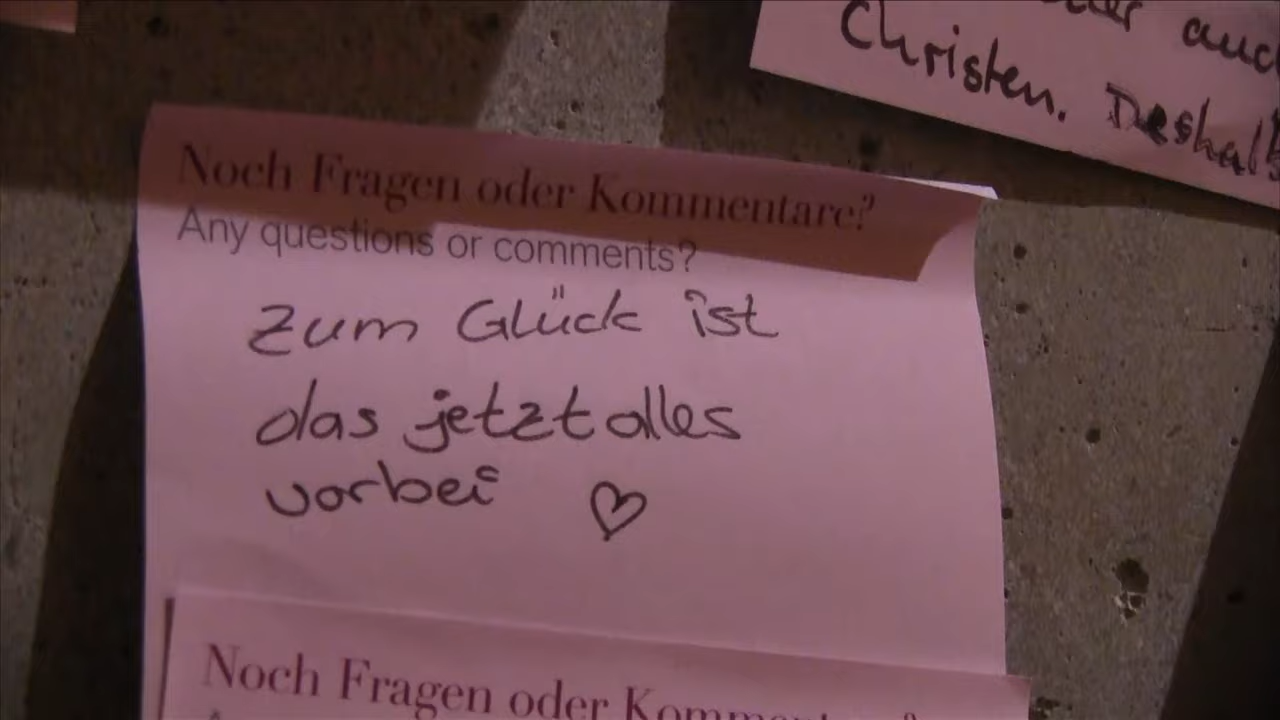 auch
Christen. Deshalb
Noch Fragen oder Kommentare?
Any questions or comments?
Zum Glück ist
das jetzt alles
vorbei ♡
Noch Fragen oder